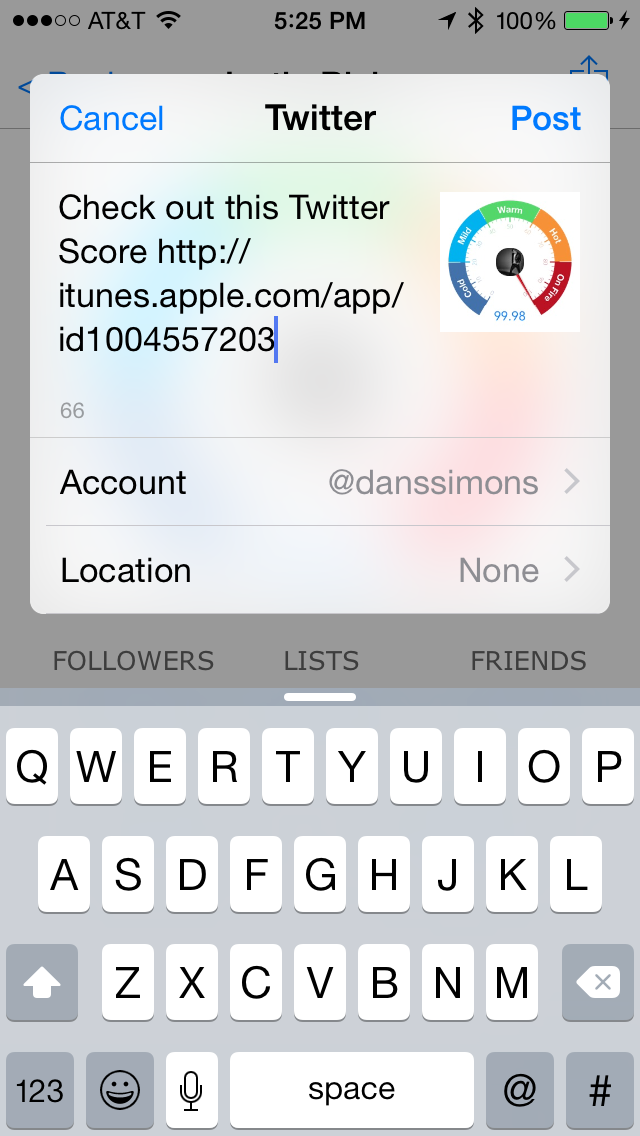 AT&T 5:25 PM 100%
Cancel Twitter Post
Check out this Twitter
Score http://
itunes.apple.com/app/
id1004557203
66
Cold Mild Warm Hot On Fire
99.98
Account @danssimons
Location None
FOLLOWERS LISTS FRIENDS
Q W E R T Y U I O P
A S D F G H J K L
Z X C V B N M
123 space @ #